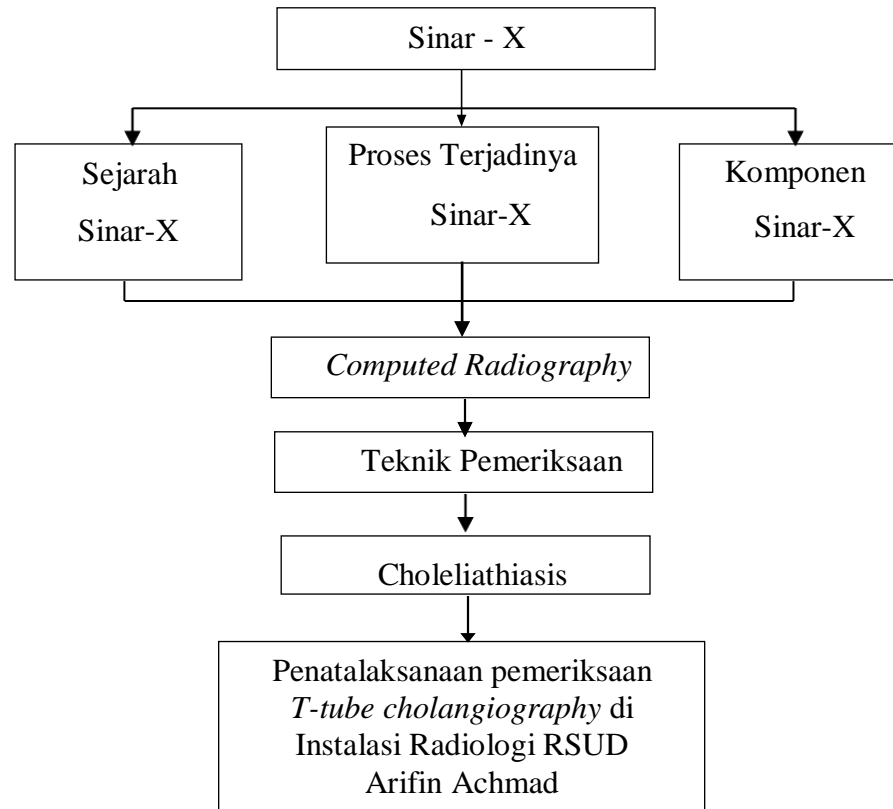 Sinar - X
Sejarah
Sinar-X
Proses Terjadinya
Sinar-X
Komponen
Sinar-X
Computed Radiography
Teknik Pemeriksaan
Choleliathiasis
Penatalaksanaan pemeriksaan
T-tube cholangiography di
Instalasi Radiologi RSUD
Arifin Achmad